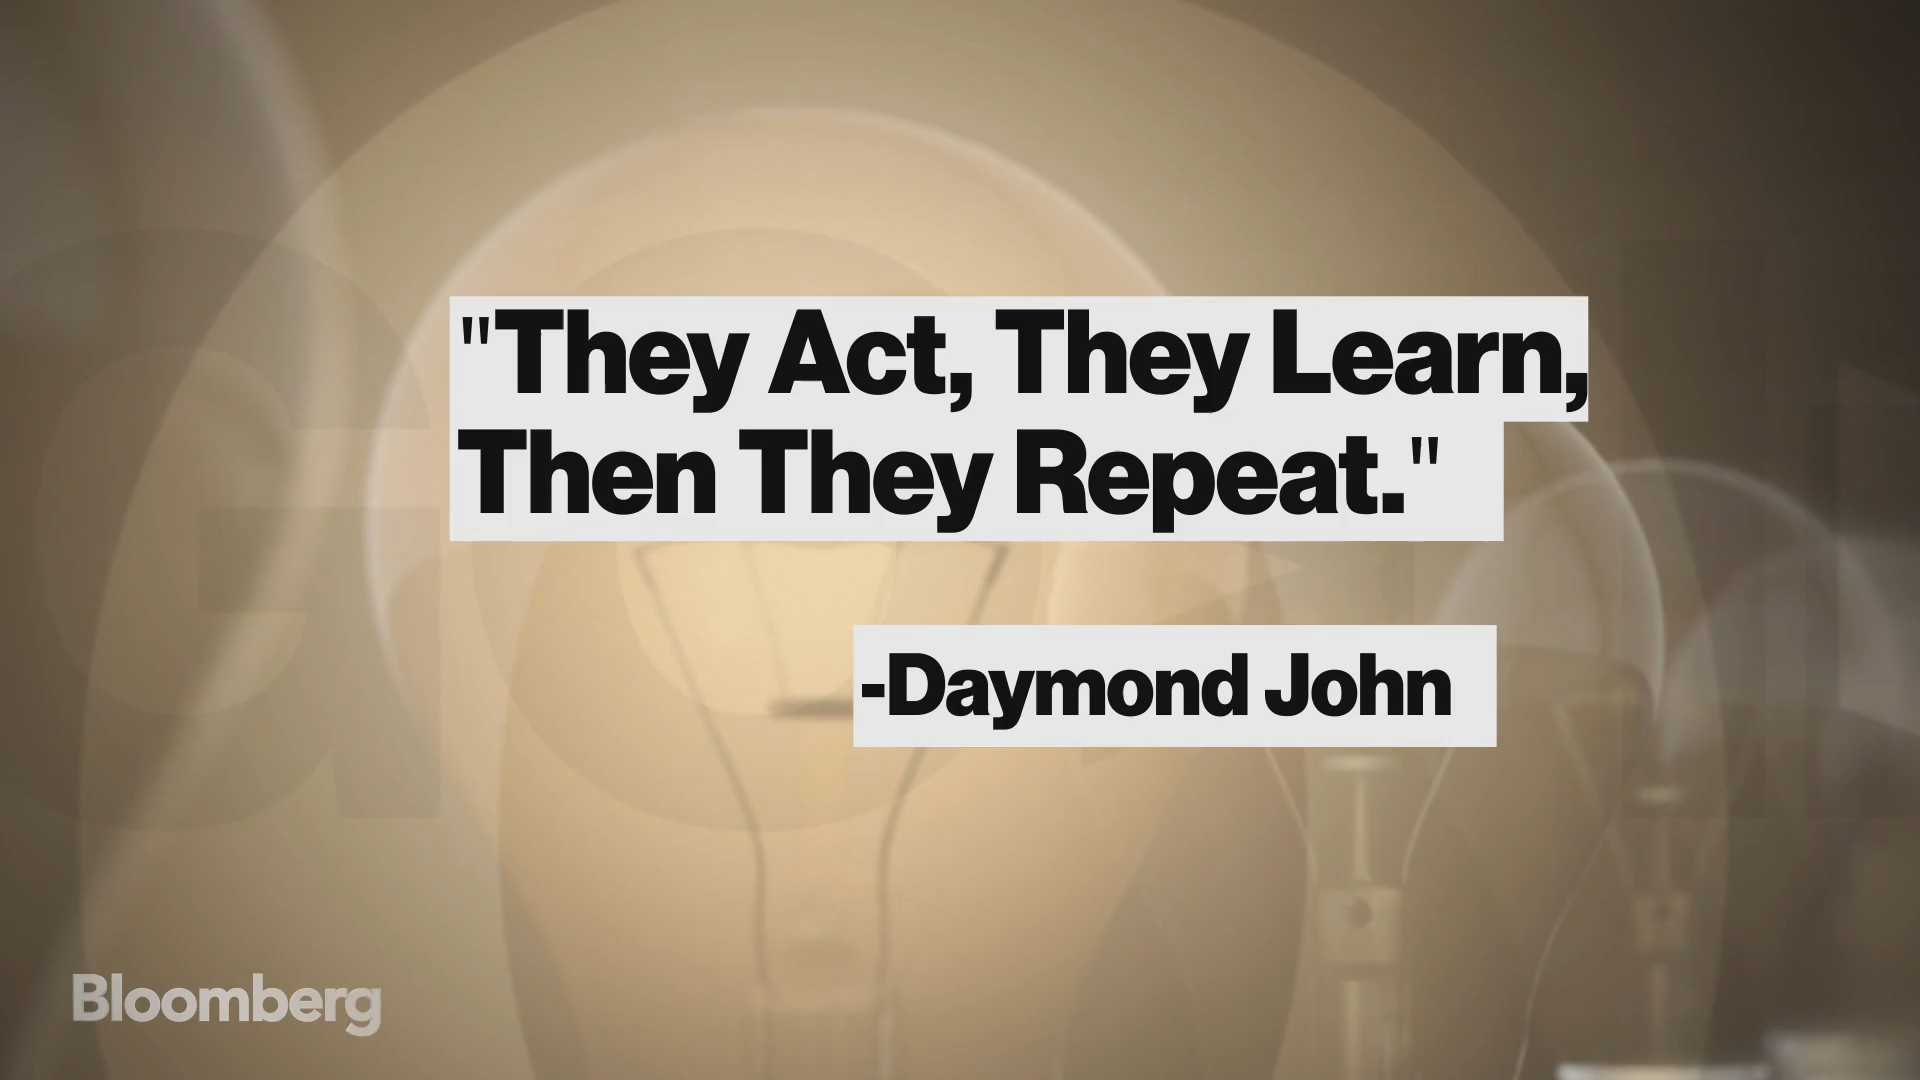 "They Act, They Learn,
Then They Repeat."
-Daymond John
Bloomberg